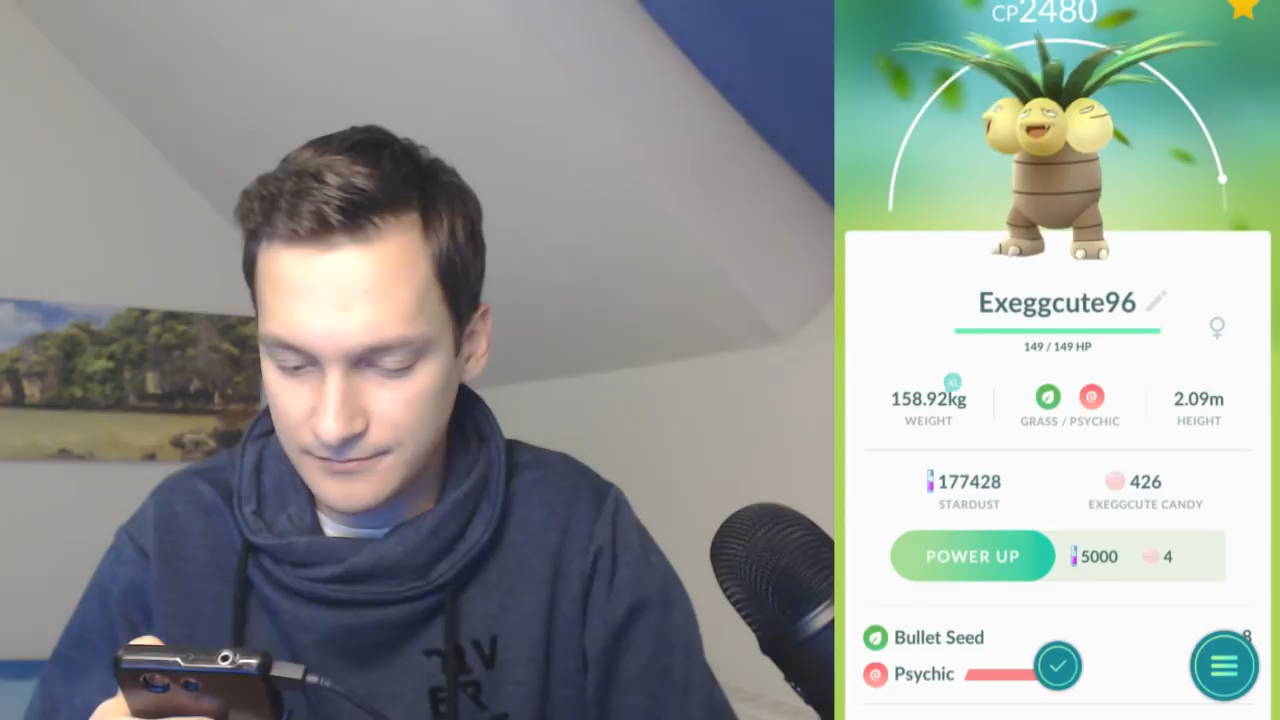 CP2480
Exeggcute96
149 / 149 HP
XL
158.92kg
WEIGHT
GRASS / PSYCHIC
2.09m
HEIGHT
177428
STARDUST
426
EXEGGCUTE CANDY
POWER UP
5000
4
Bullet Seed
8
Psychic